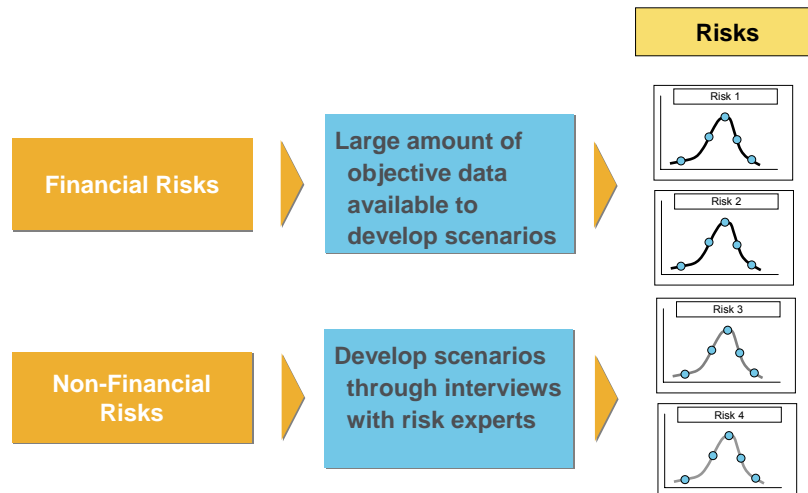 Risks
Financial Risks
Large amount of
objective data
available to
develop scenarios
Risk 1
Risk 2
Non-Financial
Risks
Develop scenarios
through interviews
with risk experts
Risk 3
Risk 4